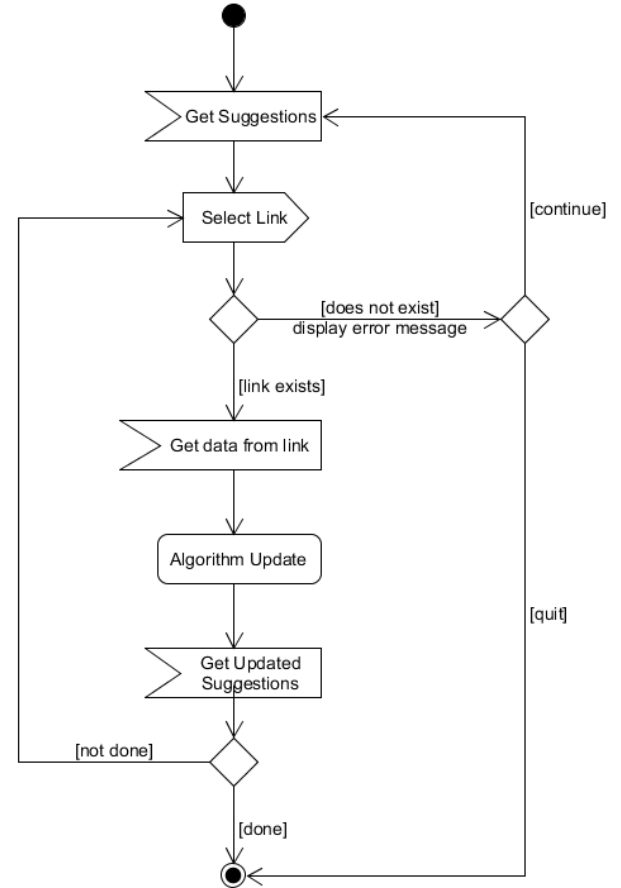 Get Suggestions
[continue]
Select Link
[does not exist]
display error message
[link exists]
Get data from link
Algorithm Update
[quit]
Get Updated
Suggestions
[not done]
[done]